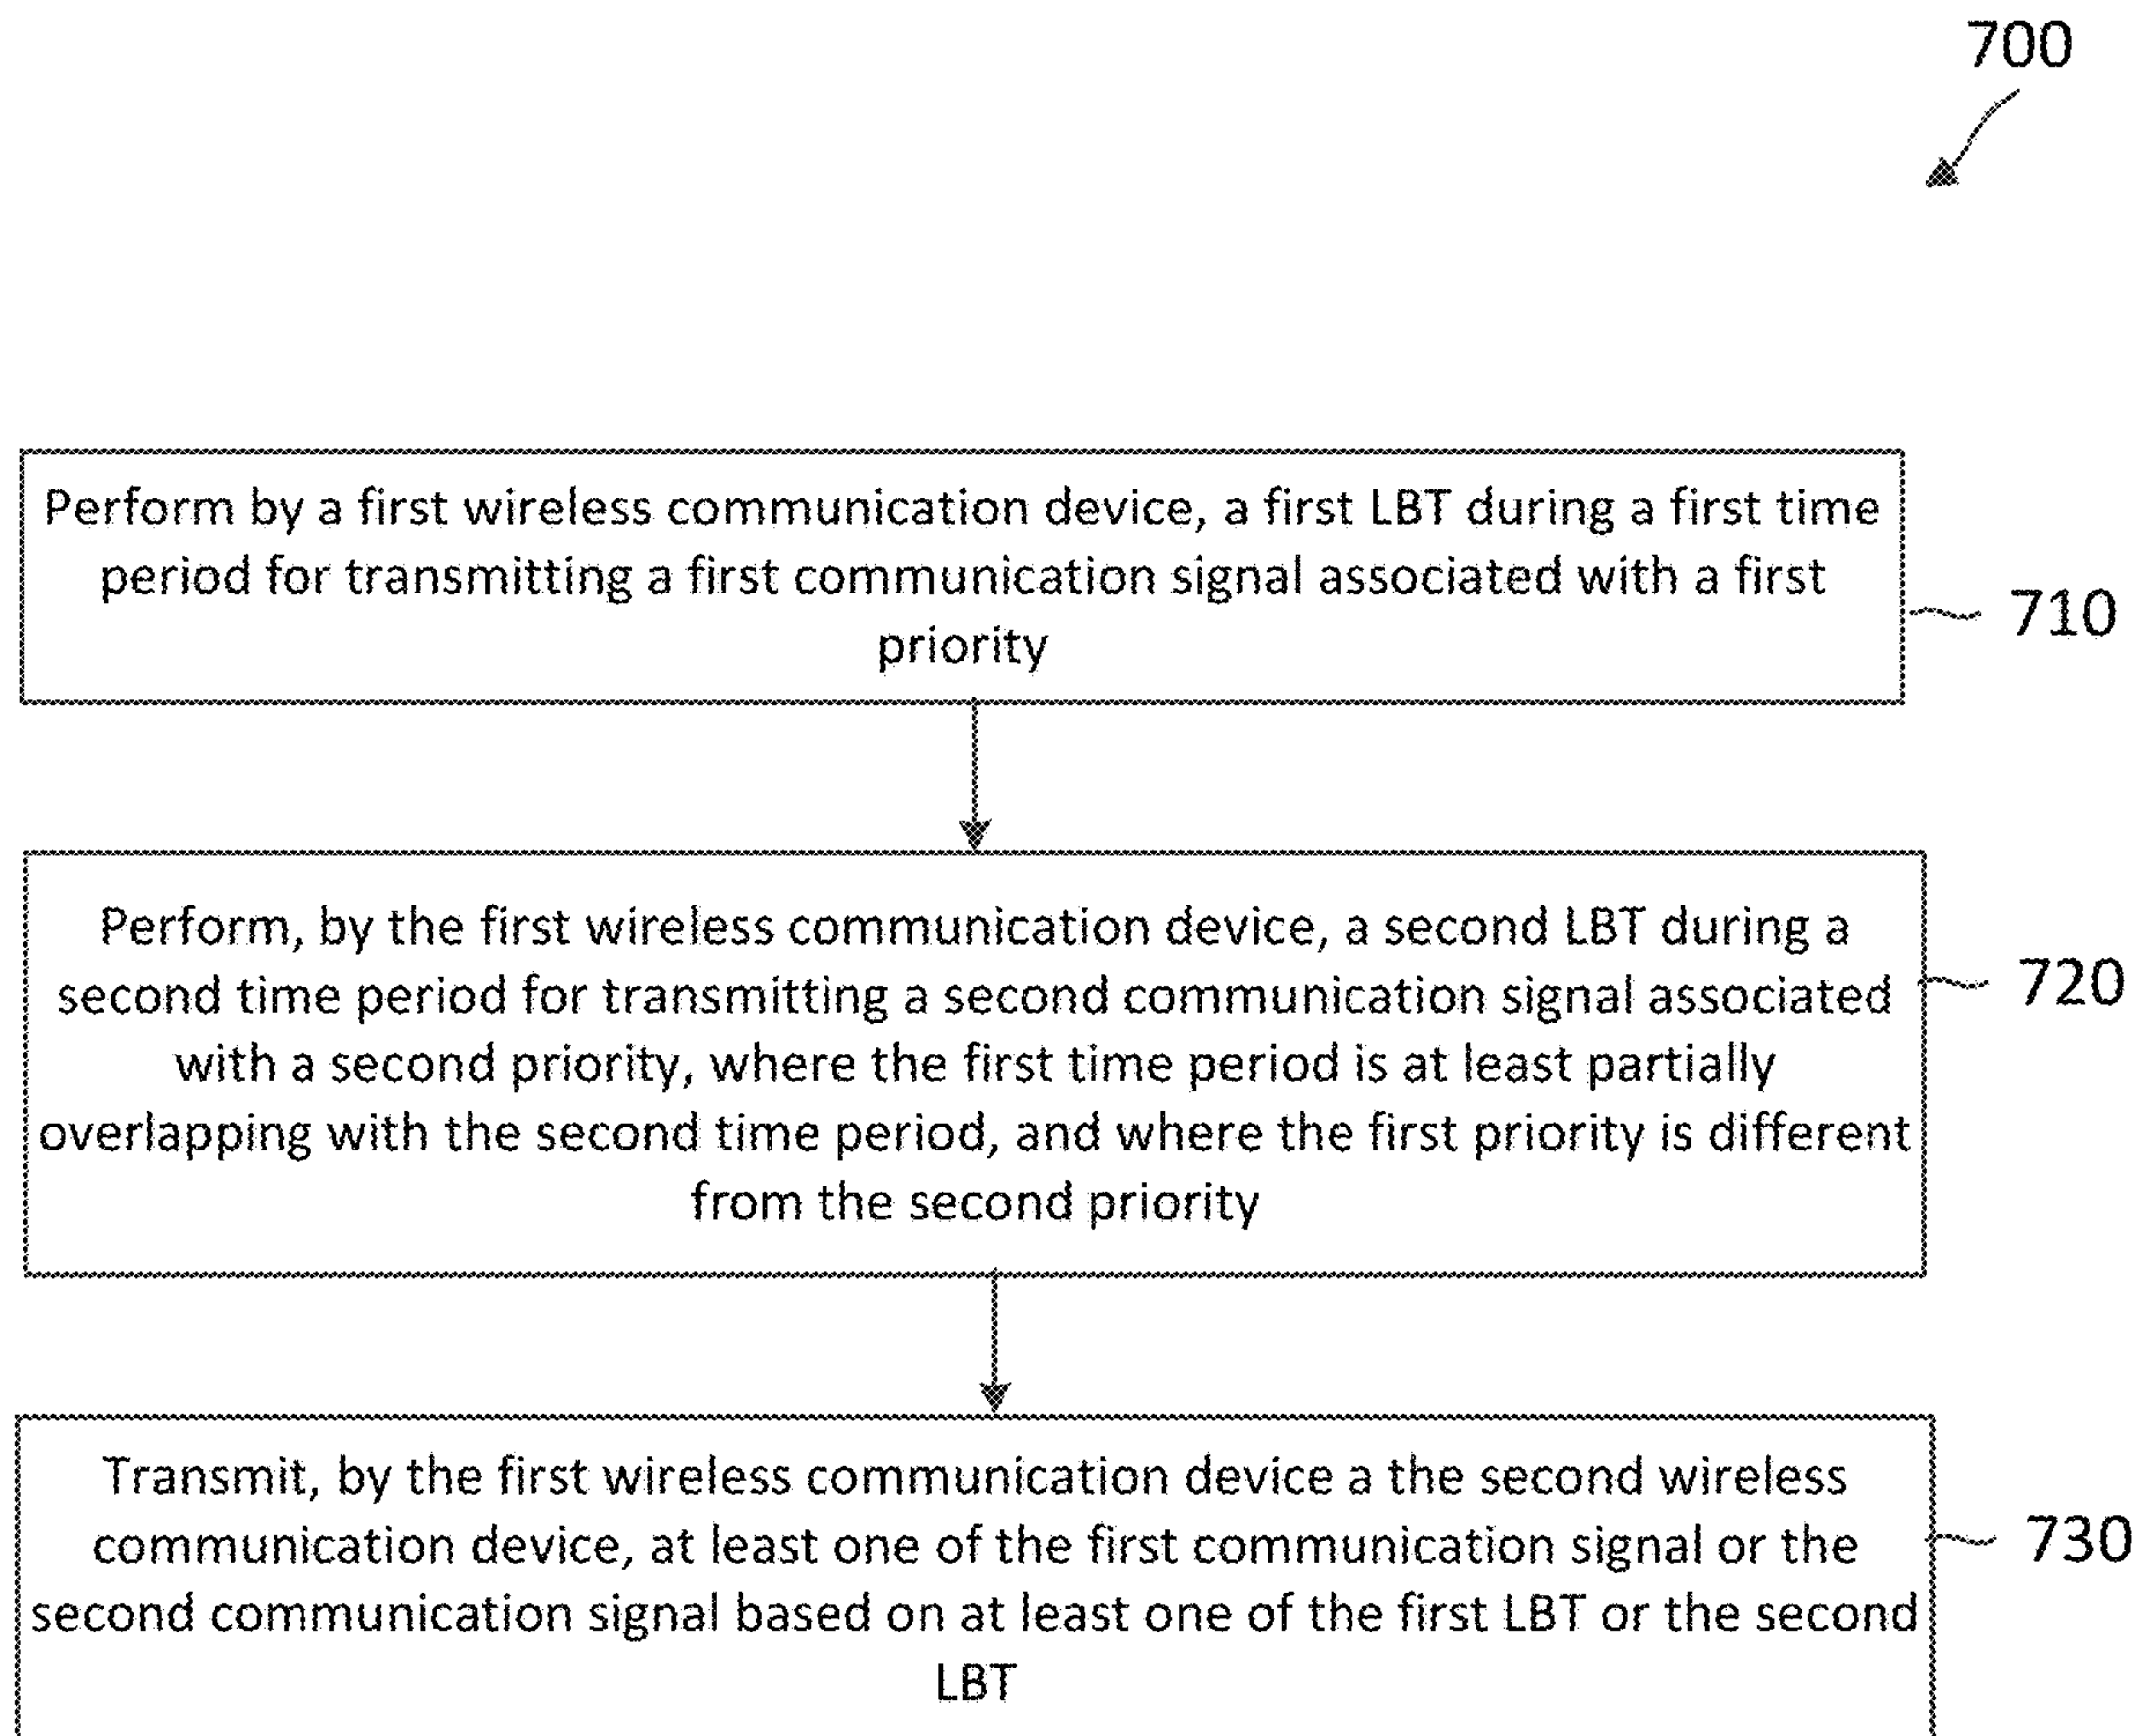 700
Perform by a first wireless communication device, a first LBT during a first time
period for transmitting a first communication signal associated with a first
priority
710
Perform, by the first wireless communication device, a second LBT during a
second time period for transmitting a second communication signal associated
with a second priority, where the first time period is at least partially
overlapping with the second time period, and where the first priority is different
from the second priority
720
Transmit, by the first wireless communication device a the second wireless
communication device, at least one of the first communication signal or the
second communication signal based on at least one of the first LBT or the second
LBT
730